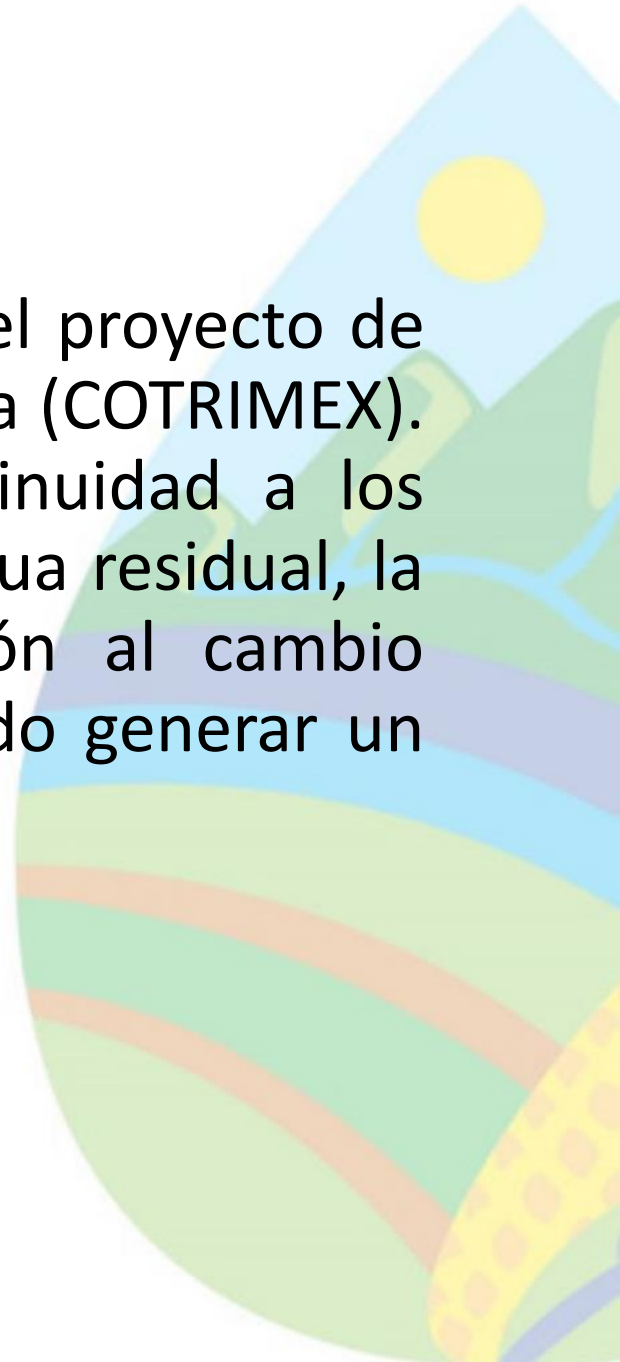 el proyecto de
a (COTRIMEX).
inuidad a los
ua residual, la
ón al cambio
do generar un